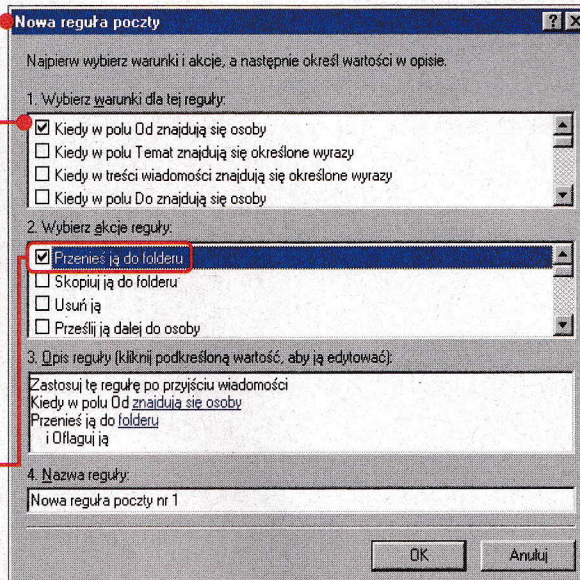 Nowa reguła poczty
Najpierw wybierz warunki i akcje, a następnie określ wartości w opisie.
1. Wybierz warunki dla tej reguły:
Kiedy w polu Od znajdują się osoby
Kiedy w polu Temat znajdują się określone wyrazy
Kiedy w treści wiadomości znajdują się określone wyrazy
Kiedy w polu Do znajdują się osoby
2. Wybierz akcje reguły:
Przenieś ją do folderu
Skopiuj ją do folderu
Usuń ją
Prześlij ją dalej do osoby
3. Opis reguły (kliknij podkreśloną wartość, aby ją edytować):
Zastosuj tę regułę po przyjściu wiadomości
Kiedy w polu Od znajdują się osoby
Przenieś ją do folderu
i Oflaguj ją
4. Nazwa reguły:
Nowa reguła poczty nr 1
OK Anuluj